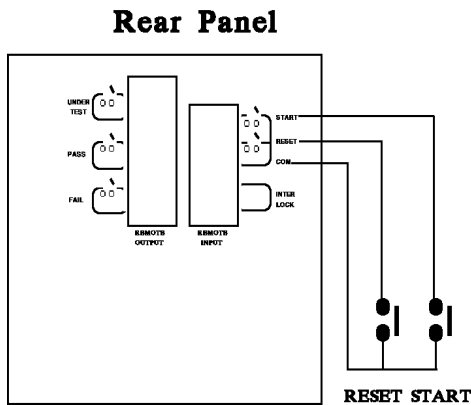 Rear Panel
UNDER
TEST
PASS
FAIL
START
RESET
COM
INTER
LOCK
REMOTE
OUTPUT
REMOTE
INPUT
RESET START